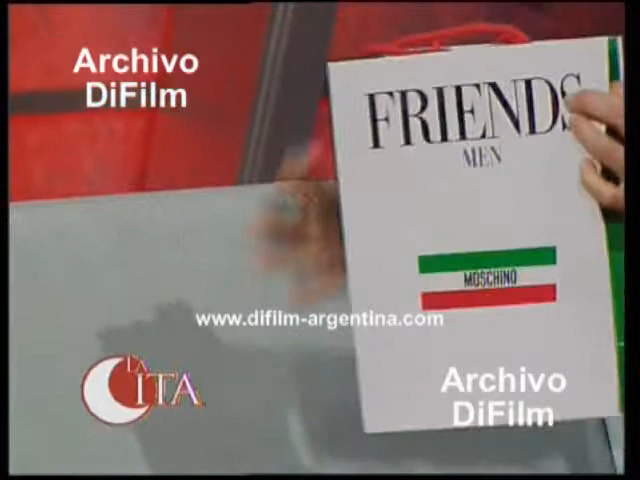 Archivo
DiFilm
FRIENDS
MEN
MOSCHINO
www.difilm-argentina.com
LA
CITA
Archivo
DiFilm